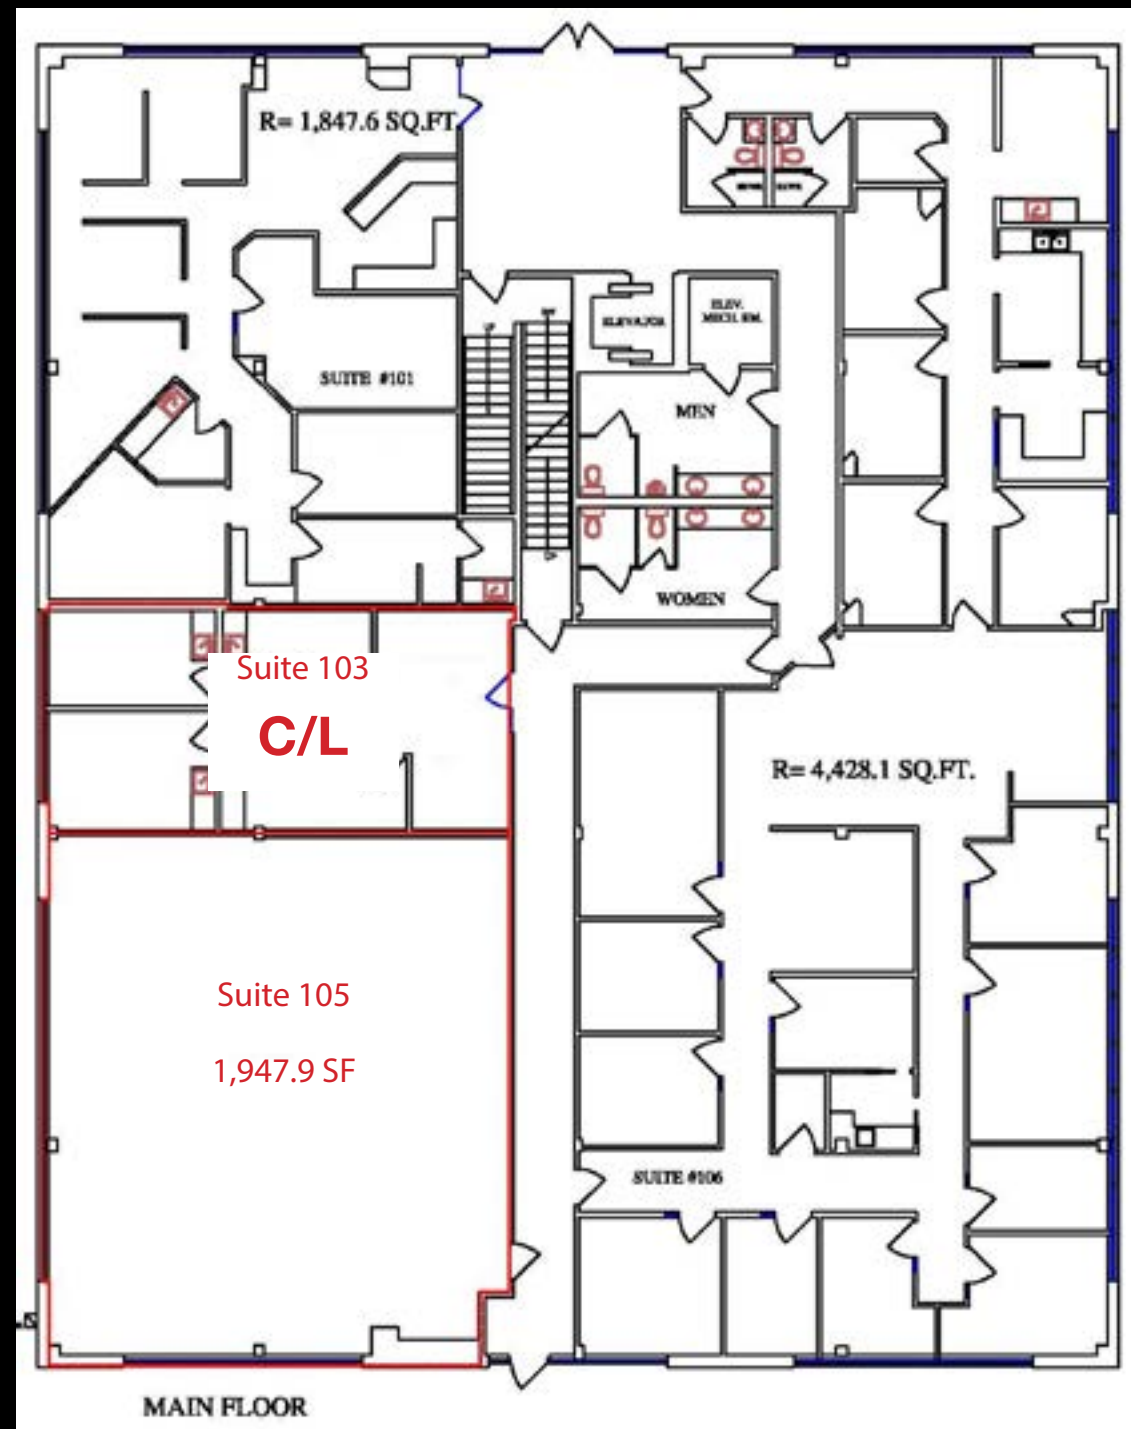 R= 1,847.6 SQ.FT
ELEVATOR
ELEV.
MECH. RM.
UP
SUITE #101
MEN
WOMEN
Suite 103
C/L
R= 4,428.1 SQ.FT.
Suite 105
1,947.9 SF
SUITE #106
MAIN FLOOR